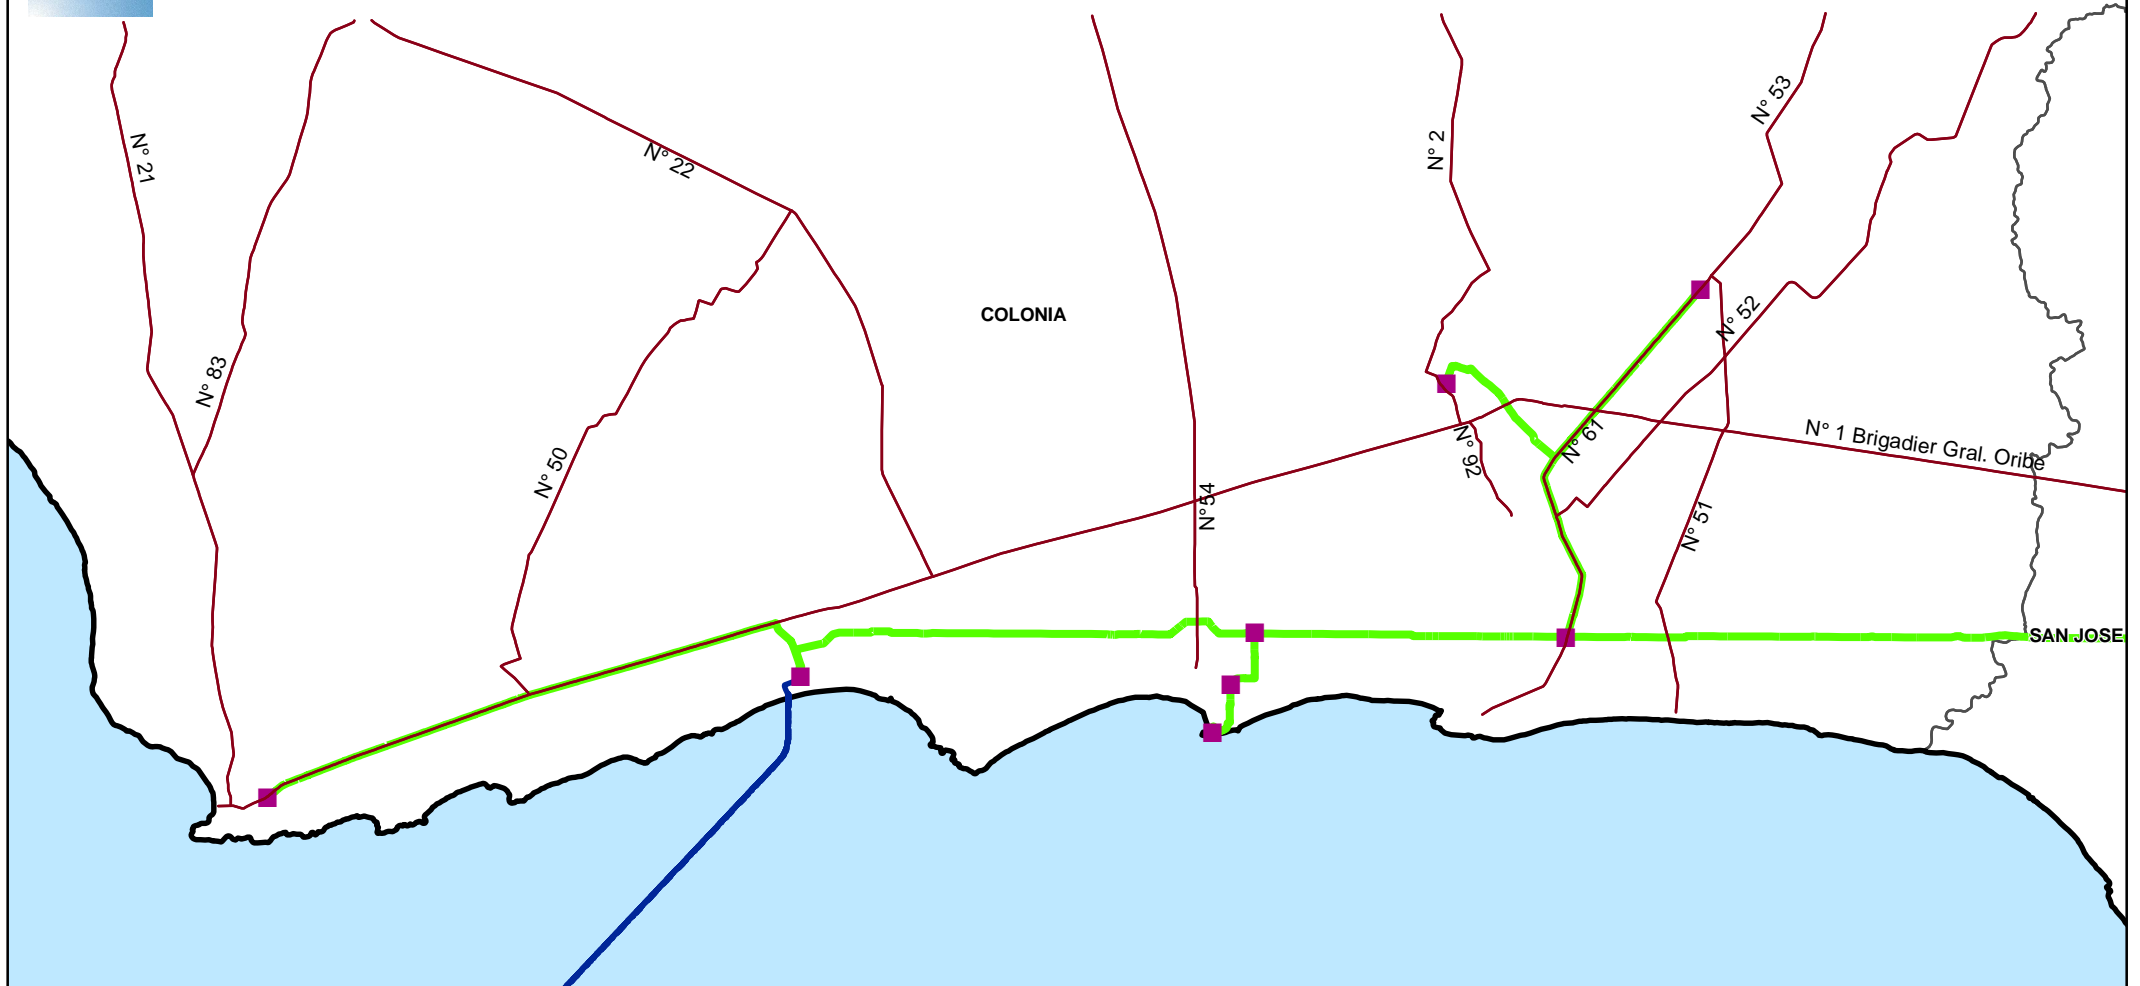 N° 21
N° 22
N° 2
N° 53
COLONIA
N° 52
N° 83
N° 50
N° 92
N° 61
N° 1 Brigadier Gral. Oribe
N° 54
N° 51
SAN JOSE